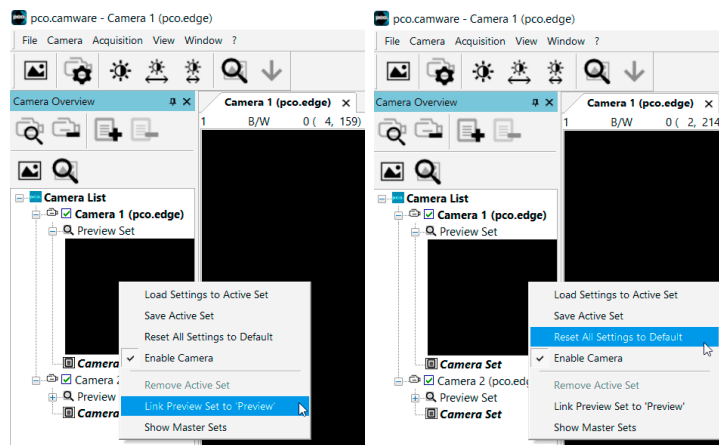 pco. pco.camware - Camera 1 (pco.edge)
File Camera Acquisition View Window ?
Camera Overview
Camera 1 (pco.edge)
1 B/W 0 ( 4, 159)
pco. Camera List
Camera 1 (pco.edge)
Preview Set
Load Settings to Active Set
Save Active Set
Reset All Settings to Default
Enable Camera
Remove Active Set
Link Preview Set to 'Preview'
Show Master Sets
Camera
Camera 2
Preview
Camera
pco. pco.camware - Camera 1 (pco.edge)
File Camera Acquisition View Window ?
Camera Overview
Camera 1 (pco.edge)
1 B/W 0 ( 2, 214
pco. Camera List
Camera 1 (pco.edge)
Preview Set
Load Settings to Active Set
Save Active Set
Reset All Settings to Default
Enable Camera
Remove Active Set
Link Preview Set to 'Preview'
Show Master Sets
Camera Set
Camera 2 (pco.edg
Preview Set
Camera Set